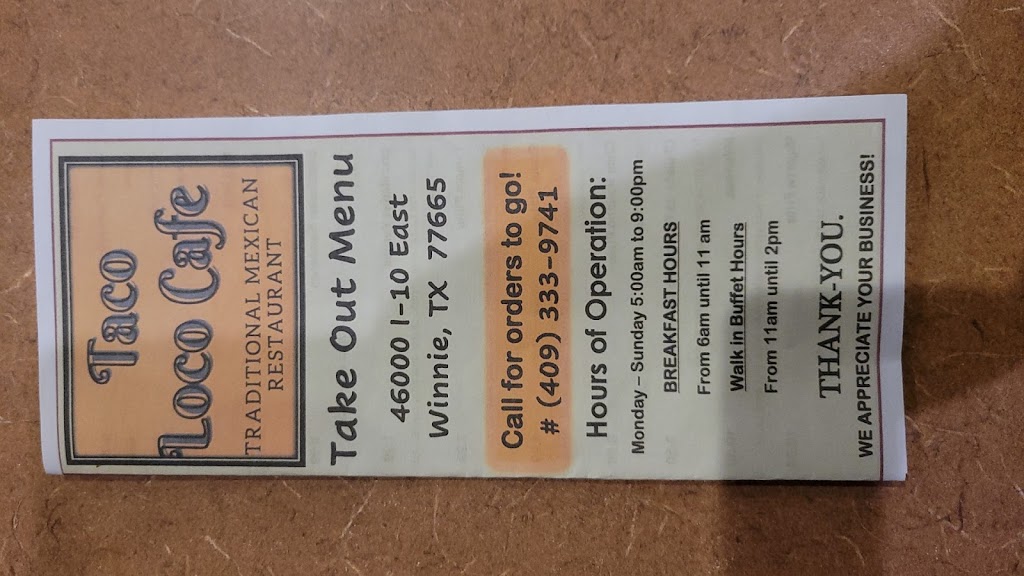 Taco
Loco Cafe
TRADITIONAL MEXICAN
RESTAURANT
Take Out Menu
46000 I-10 East
Winnie, TX 77665
Call for orders to go!
# (409) 333-9741
Hours of Operation:
Monday – Sunday 5:00am to 9:00pm
BREAKFAST HOURS
From 6am until 11 am
Walk in Buffet Hours
From 11am until 2pm
THANK-YOU.
WE APPRECIATE YOUR BUSINESS!